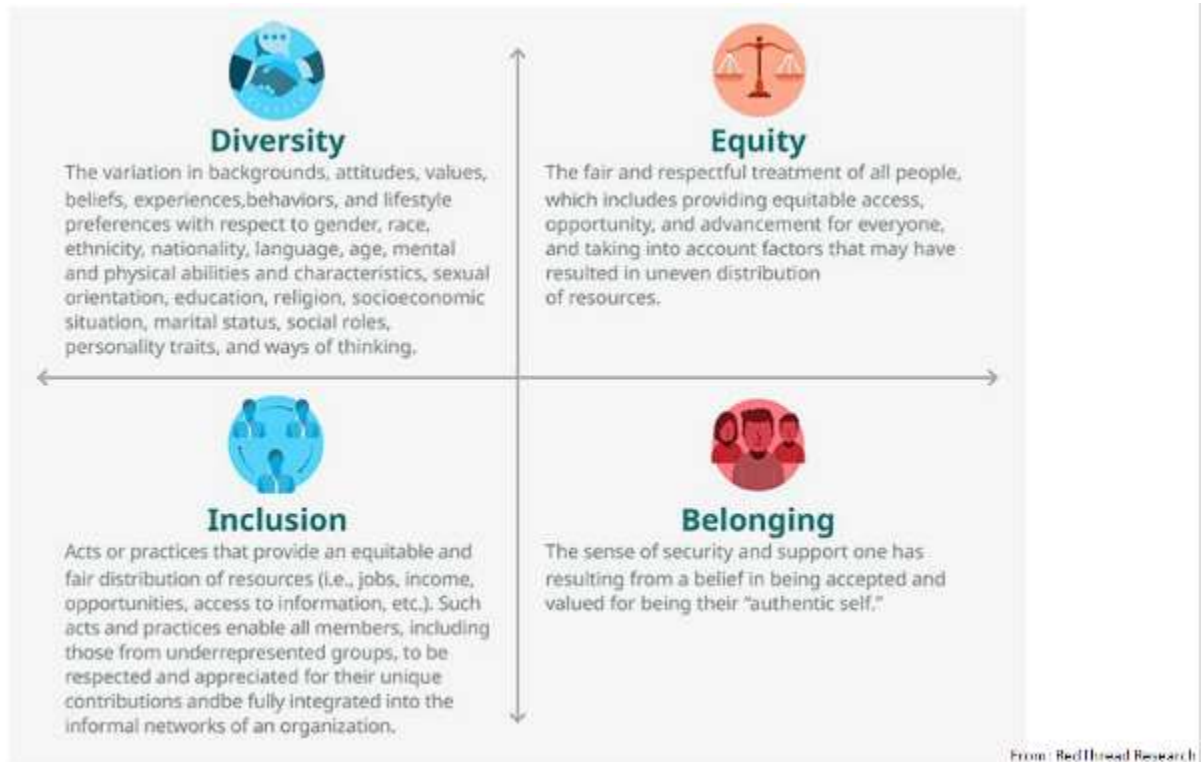 Diversity
The variation in backgrounds, attitudes, values,
beliefs, experiences,behaviors, and lifestyle
preferences with respect to gender, race,
ethnicity, nationality, language, age, mental
and physical abilities and characteristics, sexual
orientation, education, religion, socioeconomic
situation, marital status, social roles,
personality traits, and ways of thinking.
Equity
The fair and respectful treatment of all people,
which includes providing equitable access,
opportunity, and advancement for everyone,
and taking into account factors that may have
resulted in uneven distribution
of resources.
Inclusion
Acts or practices that provide an equitable and
fair distribution of resources (i.e., jobs, income,
opportunities, access to information, etc.). Such
acts and practices enable all members, including
those from underrepresented groups, to be
respected and appreciated for their unique
contributions andbe fully integrated into the
informal networks of an organization.
Belonging
The sense of security and support one has
resulting from a belief in being accepted and
valued for being their “authentic self.”
From : RedThread Research